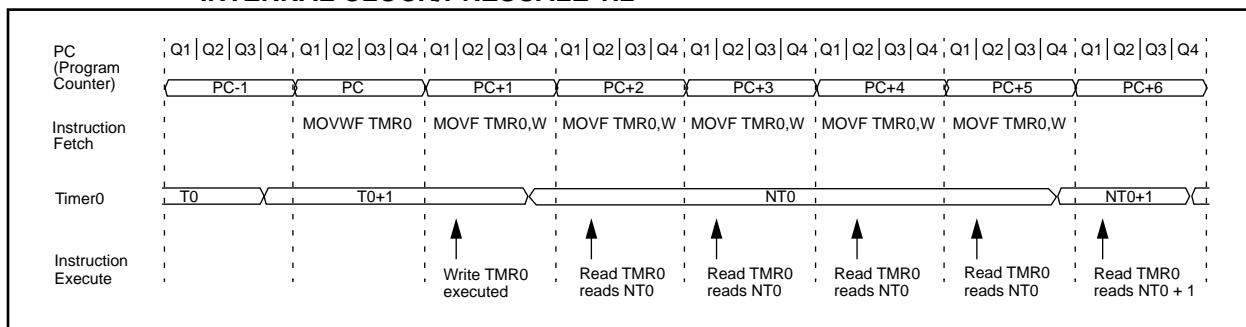 PC
(Program
Counter)
Q1 Q2 Q3 Q4 Q1 Q2 Q3 Q4 Q1 Q2 Q3 Q4 Q1 Q2 Q3 Q4 Q1 Q2 Q3 Q4 Q1 Q2 Q3 Q4 Q1 Q2 Q3 Q4 Q1 Q2 Q3 Q4
PC-1 PC PC+1 PC+2 PC+3 PC+4 PC+5 PC+6
Instruction
Fetch
MOVWF TMR0 MOVF TMR0,W MOVF TMR0,W MOVF TMR0,W MOVF TMR0,W MOVF TMR0,W
Timer0
T0 T0+1 NT0 NT0+1
Instruction
Execute
Write TMR0
executed
Read TMR0
reads NT0
Read TMR0
reads NT0
Read TMR0
reads NT0
Read TMR0
reads NT0
Read TMR0
reads NT0 + 1